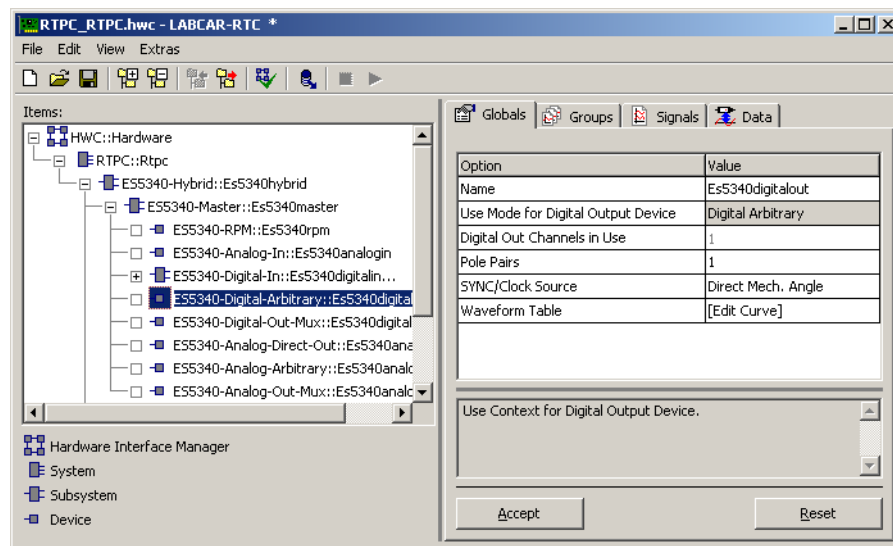 RTPC_RTPC.hwc - LABCAR-RTC *
File Edit View Extras
Items:
HWC::Hardware
RTPC::Rtpc
ES5340-Hybrid::Es5340hybrid
ES5340-Master::Es5340master
ES5340-RPM::Es5340rpm
ES5340-Analog-In::Es5340analogin
ES5340-Digital-In::Es5340digitalin...
ES5340-Digital-Arbitrary::Es5340digital
ES5340-Digital-Out-Mux::Es5340digital
ES5340-Analog-Direct-Out::Es5340ana
ES5340-Analog-Arbitrary::Es5340analo
ES5340-Analog-Out-Mux::Es5340analo
Hardware Interface Manager
System
Subsystem
Device
Globals Groups Signals Data
Option Value
Name Es5340digitalout
Use Mode for Digital Output Device Digital Arbitrary
Digital Out Channels in Use 1
Pole Pairs 1
SYNC/Clock Source Direct Mech. Angle
Waveform Table [Edit Curve]
Use Context for Digital Output Device.
Accept Reset